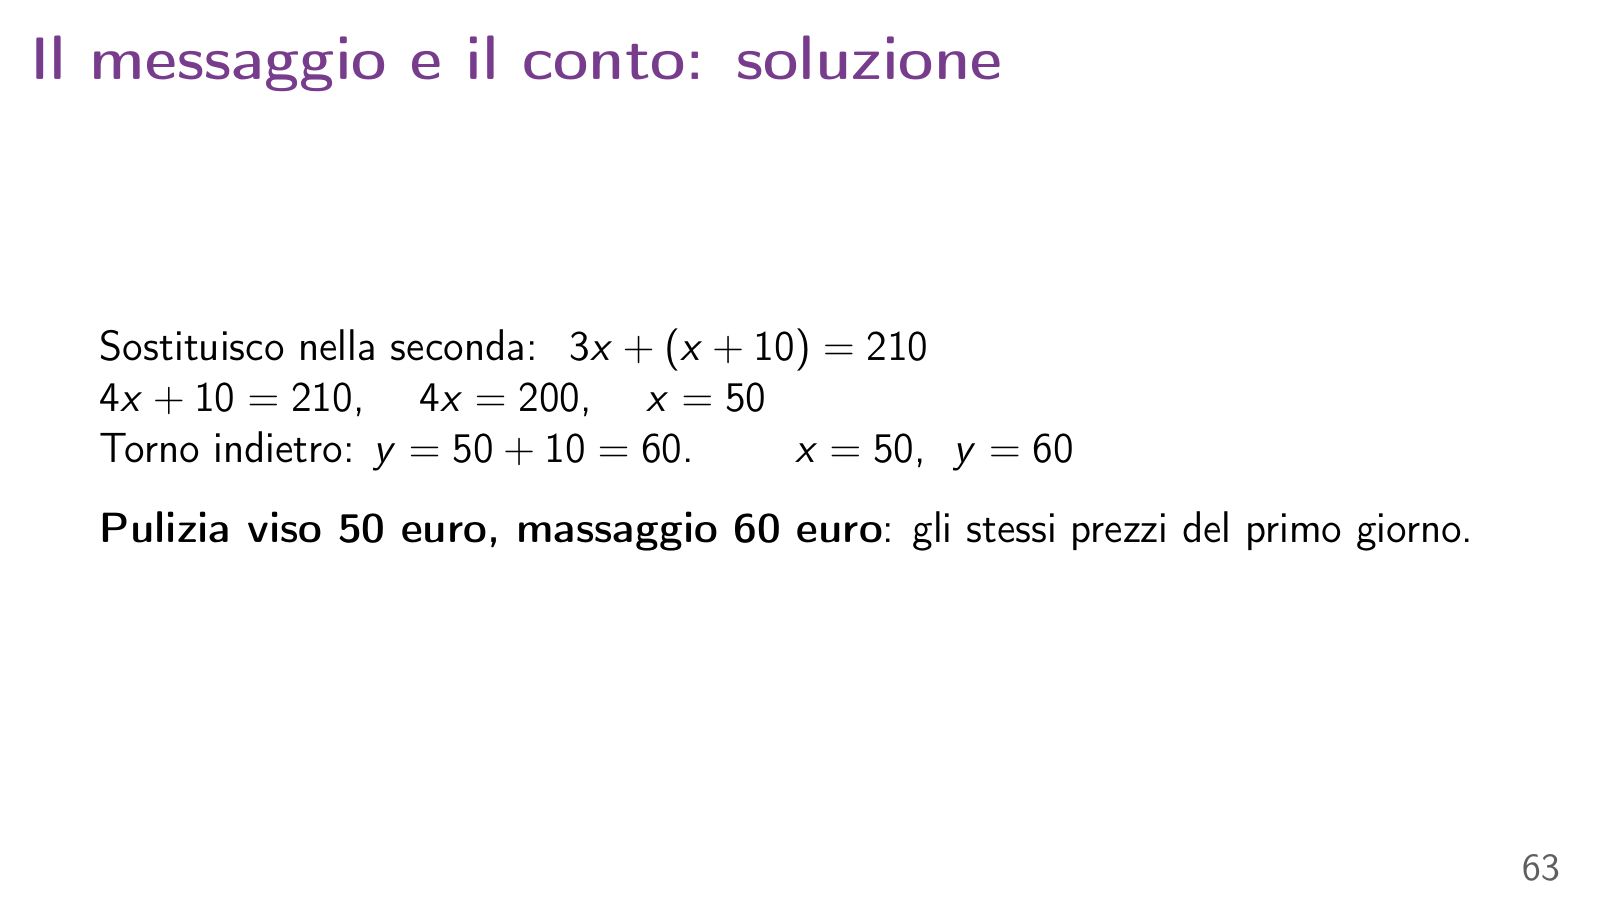 Il messaggio e il conto: soluzione
Sostituisco nella seconda: 3x + (x + 10) = 210
4x + 10 = 210, 4x = 200, x = 50
Torno indietro: y = 50 + 10 = 60. x = 50, y = 60
Pulizia viso 50 euro, massaggio 60 euro: gli stessi prezzi del primo giorno.
63